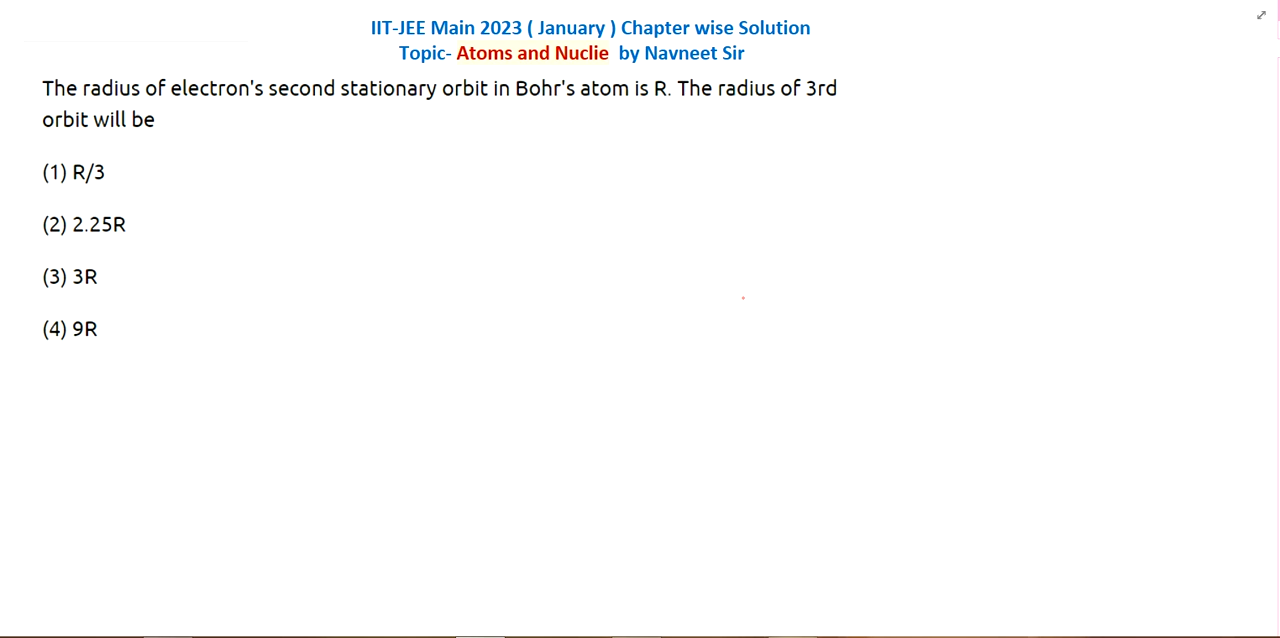 IIT-JEE Main 2023 ( January ) Chapter wise Solution
Topic- Atoms and Nuclie by Navneet Sir
The radius of electron's second stationary orbit in Bohr's atom is R. The radius of 3rd
orbit will be
(1) R/3
(2) 2.25R
(3) 3R
(4) 9R